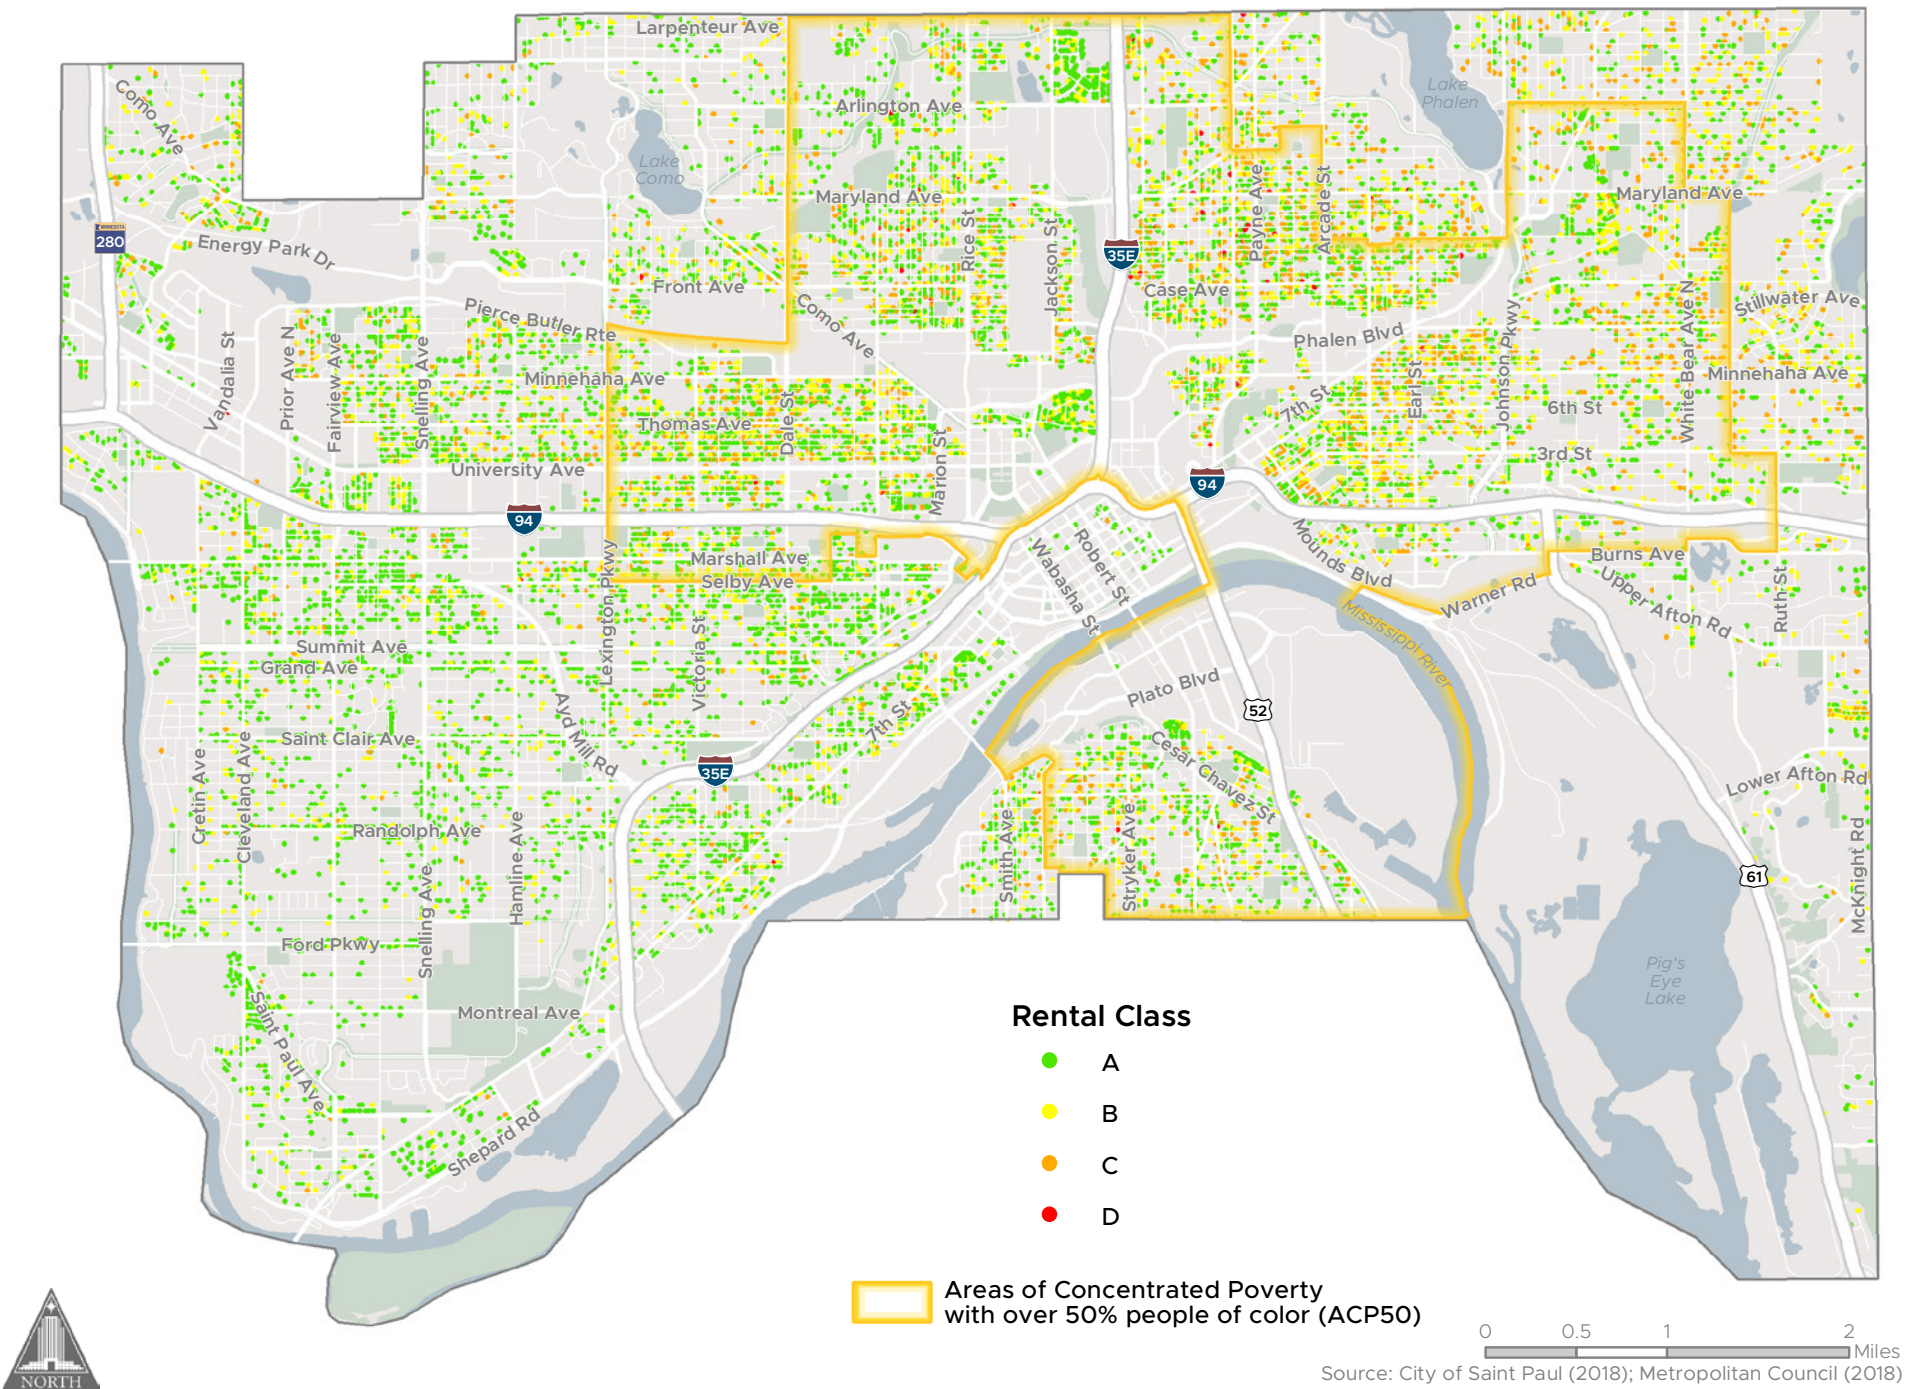 Larpenteur Ave
Como Ave
Lake
Phalen
Arlington Ave
Lake
Como
Maryland Ave
Maryland Ave
MINNESOTA
280
Energy Park Dr
Rice St
Jackson St
35E
Payne Ave
Arcade St
Front Ave
Case Ave
Pierce Butler Rte
Como Ave
Stillwater Ave
Phalen Blvd
Johnson Pkwy
White Bear Ave N
Vandalia St
Prior Ave N
Fairview Ave
Snelling Ave
Minnehaha Ave
Minnehaha Ave
Dale St
Thomas Ave
7th St
Earl St
6th St
University Ave
Marion St
3rd St
94
94
Marshall Ave
Selby Ave
Lexington Pkwy
Wabasha St
Robert St
Mounds Blvd
Burns Ave
Warner Rd
Upper Afton Rd
Ruth St
Mississippi River
Summit Ave
Grand Ave
Victoria St
Ayd Mill Rd
7th St
Plato Blvd
52
Saint Clair Ave
Cretin Ave
Cleveland Ave
35E
Cesar Chavez St
Lower Afton Rd
Randolph Ave
Hamline Ave
Snelling Ave
Smith Ave
Stryker Ave
61
McKnight Rd
Ford Pkwy
Saint Paul Ave
Montreal Ave
Pig's
Eye
Lake
Shepard Rd
Rental Class
A
B
C
D
Areas of Concentrated Poverty
with over 50% people of color (ACP50)
0 0.5 1 2
Miles
Source: City of Saint Paul (2018); Metropolitan Council (2018)
NORTH